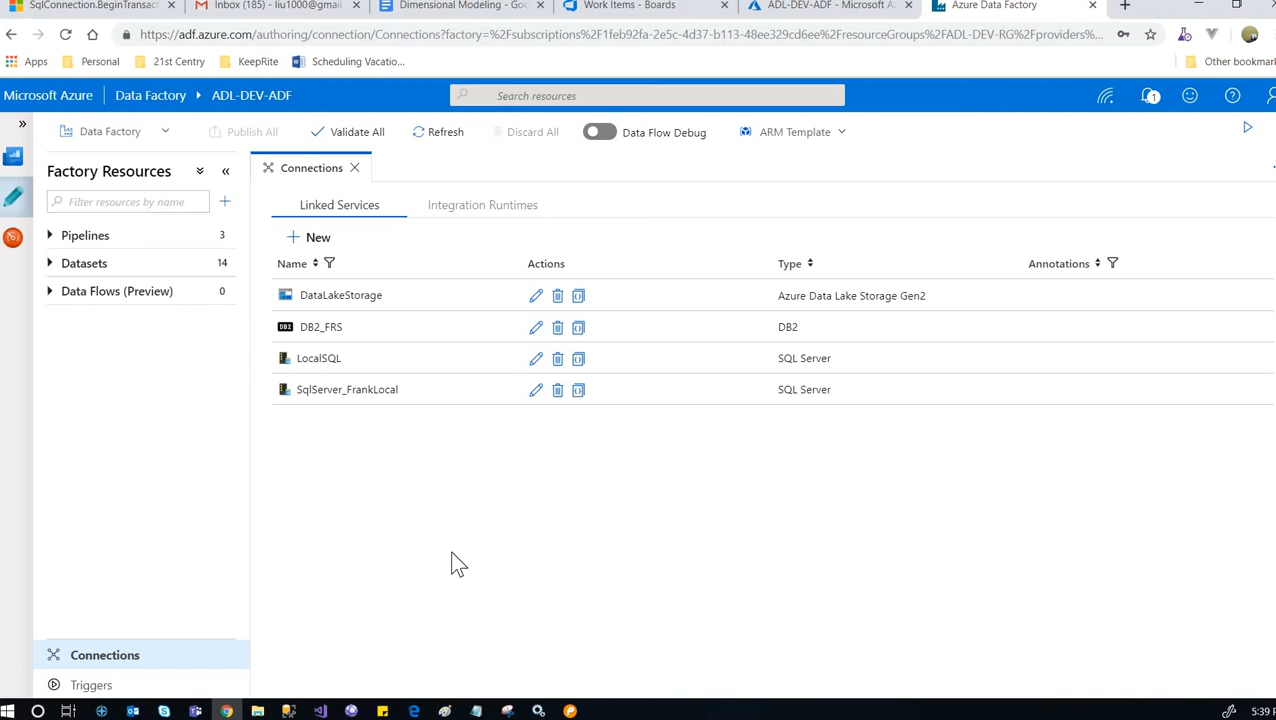 SqlConnection.BeginTransac
Inbox (185) - liu1000@gmail
Dimensional Modeling - Goo
Work Items - Boards
ADL-DEV-ADF - Microsoft A
Azure Data Factory
https://adf.azure.com/authoring/connection/Connections?factory=%2Fsubscriptions%2F1feb92fa-2e5c-4d37-b113-48ee329cd6ee%2FresourceGroups%2FADL-DEV-RG%2Fproviders...
Apps
Personal
21st Centry
KeepRite
Scheduling Vacatio...
Other bookmark
Microsoft Azure
Data Factory
ADL-DEV-ADF
Search resources
1
Data Factory
Publish All
Validate All
Refresh
Discard All
Data Flow Debug
ARM Template
Factory Resources
Connections
Filter resources by name
Linked Services
Integration Runtimes
Pipelines 3
New
Datasets 14
Name
Actions
Type
Annotations
Data Flows (Preview) 0
DataLakeStorage
Azure Data Lake Storage Gen2
DB2 DB2_FRS
DB2
LocalSQL
SQL Server
SqlServer_FrankLocal
SQL Server
Connections
Triggers
5:39 P